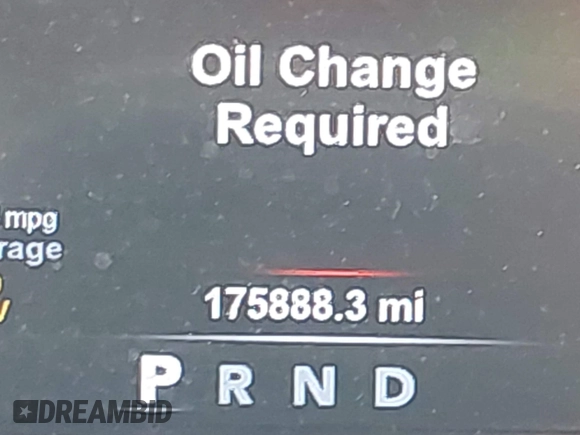 Oil Change
Required
mpg
rage
175888.3 mi
P R N D
DREAMBID